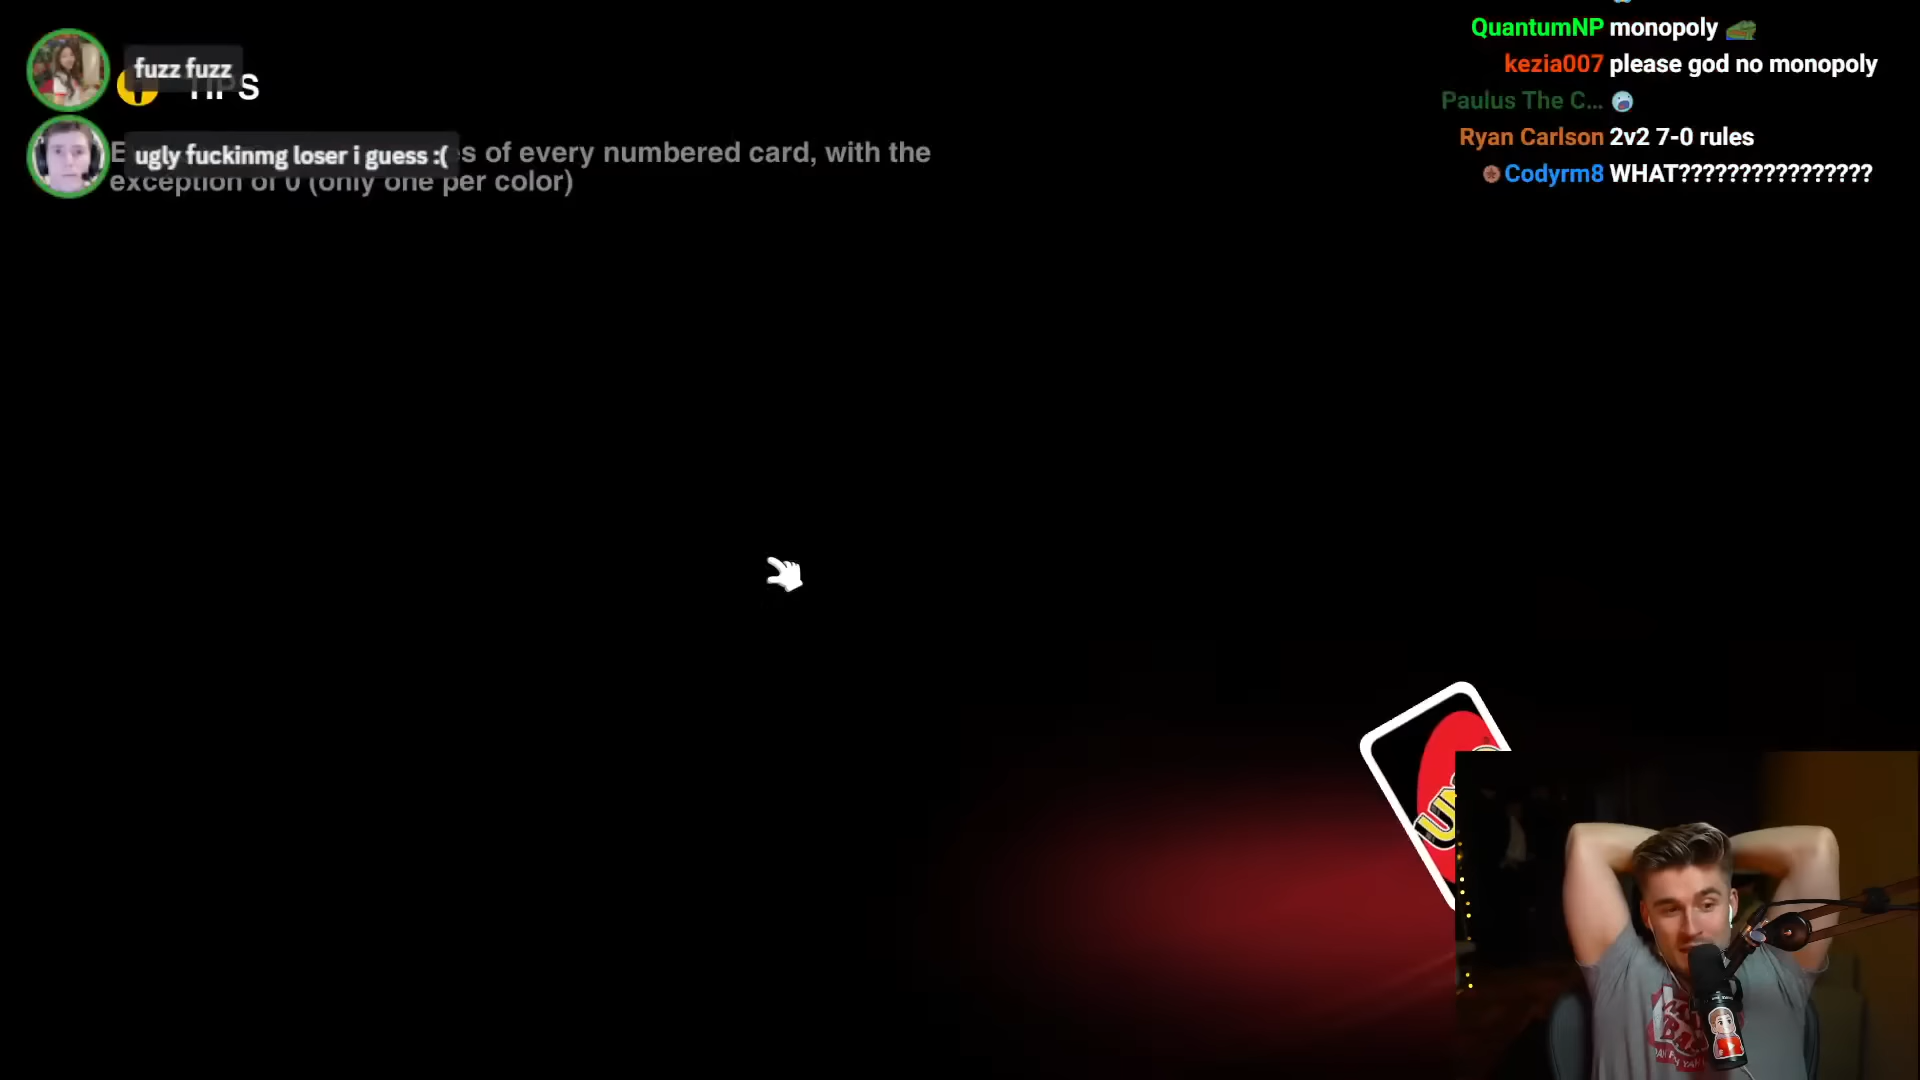 fuzz fuzz
TIPS
ugly fuckinmg loser i guess :(
s of every numbered card, with the
exception of 0 (only one per color)
QuantumNP monopoly
kezia007 please god no monopoly
Paulus The C...
Ryan Carlson 2v2 7-0 rules
Codyrm8 WHAT????????????????